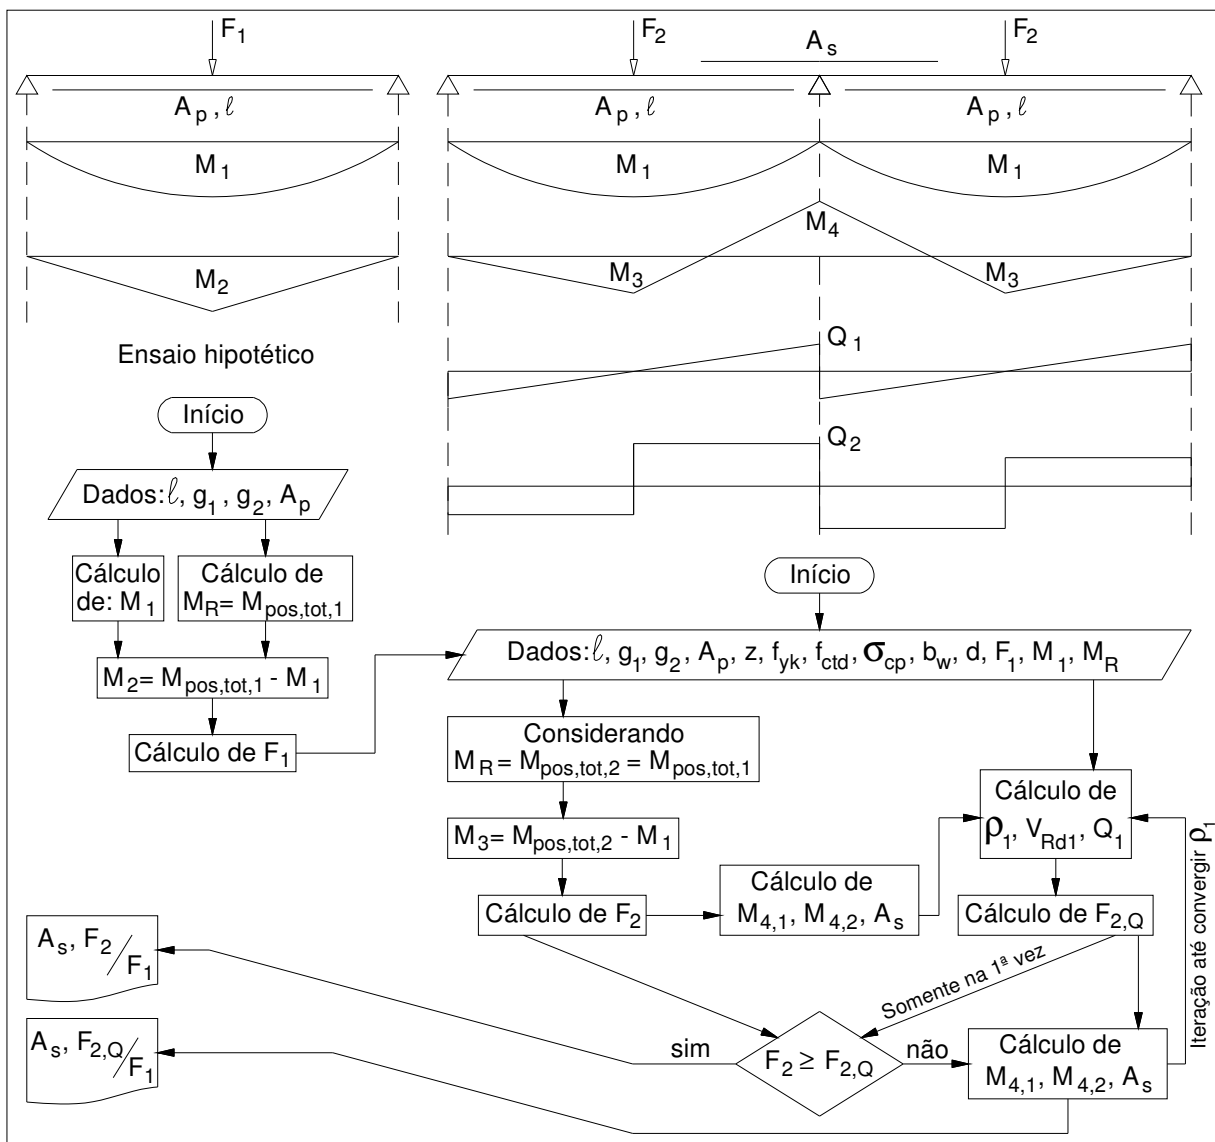 F1
F2
As
F2
Ap, ℓ
Ap, ℓ
Ap, ℓ
M1
M1
M1
M4
M2
M3
M3
Ensaio hipotético
Q1
Q2
Início
Dados: ℓ, g1, g2, Ap
Cálculo
de: M1
Cálculo de
MR= Mpos,tot,1
M2= Mpos,tot,1 - M1
Cálculo de F1
Início
Dados: ℓ, g1, g2, Ap, z, fyk, fctd, σcp, bw, d, F1, M1, MR
Considerando
MR = Mpos,tot,2 = Mpos,tot,1
M3= Mpos,tot,2 - M1
Cálculo de F2
Cálculo de
M4,1, M4,2, As
Cálculo de
ρ1, VRd1, Q1
Cálculo de F2,Q
Iteração até convergir ρ1
Somente na 1ª vez
As, F2/F1
As, F2,Q/F1
sim
F2 ≥ F2,Q
não
Cálculo de
M4,1, M4,2, As